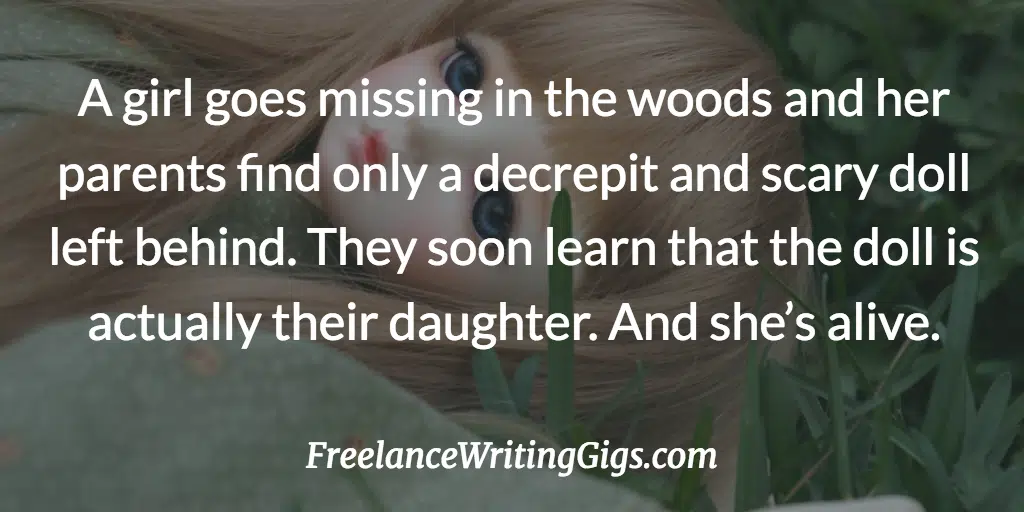 A girl goes missing in the woods and her
parents find only a decrepit and scary doll
left behind. They soon learn that the doll is
actually their daughter. And she’s alive.
FreelanceWritingGigs.com